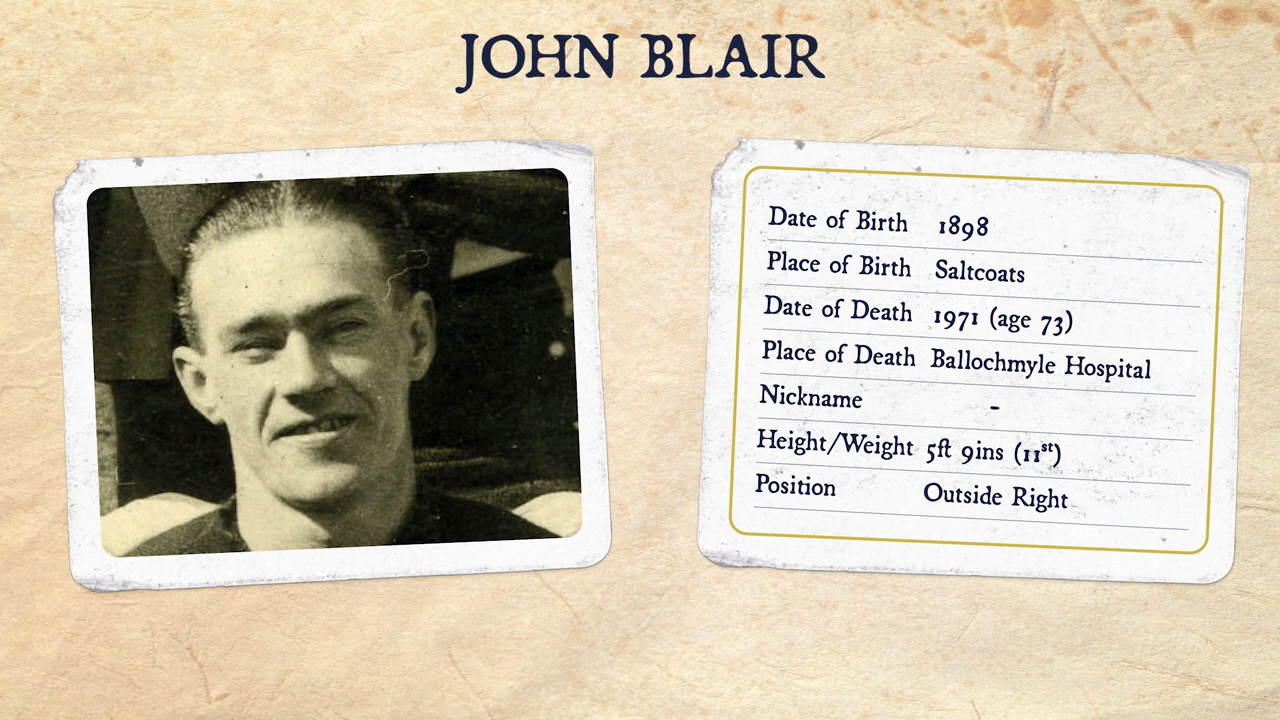 JOHN BLAIR
Date of Birth 1898
Place of Birth Saltcoats
Date of Death 1971 (age 73)
Place of Death Ballochmyle Hospital
Nickname -
Height/Weight 5ft 9ins (11st)
Position Outside Right